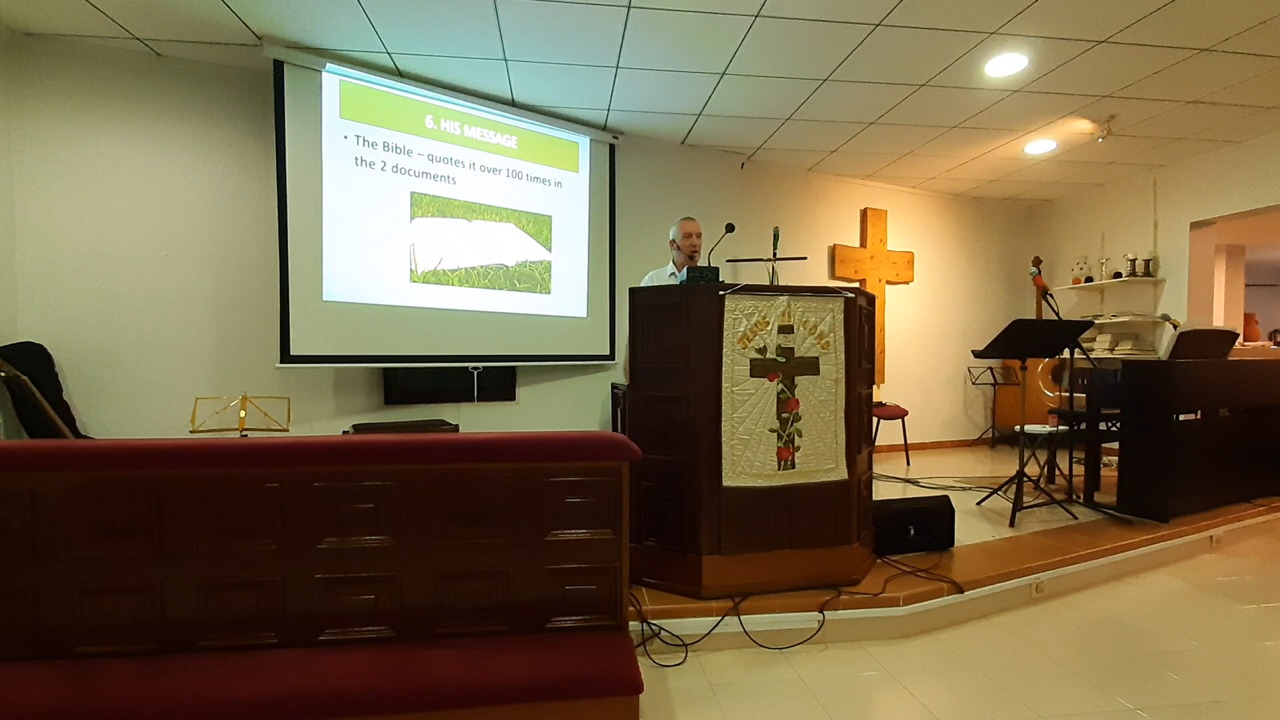 6. HIS MESSAGE
• The Bible – quotes it over 100 times in
the 2 documents